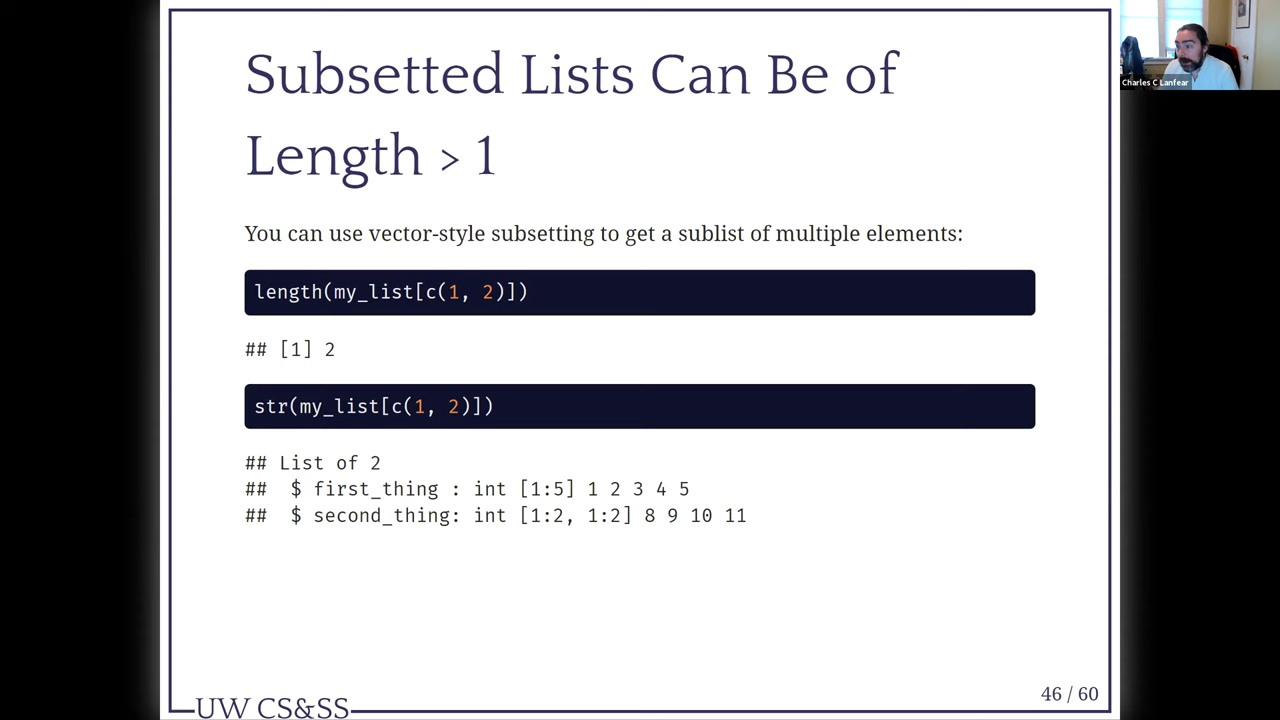 Subsetted Lists Can Be of
Length > 1
Charles C Lanfear
You can use vector-style subsetting to get a sublist of multiple elements:
length(my_list[c(1, 2)])
## [1] 2
str(my_list[c(1, 2)])
## List of 2
##  $ first_thing : int [1:5] 1 2 3 4 5
##  $ second_thing: int [1:2, 1:2] 8 9 10 11
46 / 60
UW CS&SS